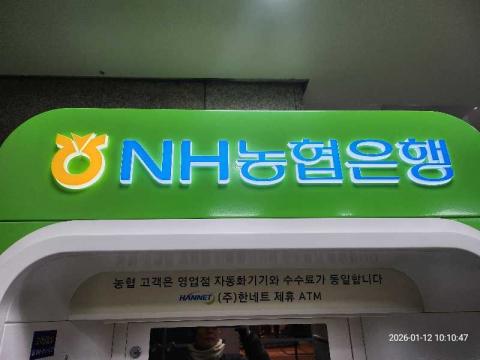 NH농협은행
농협 고객은 영업점 자동화기기와 수수료가 동일합니다
HANNET (주)한네트 제휴 ATM
2026-01-12 10:10:47